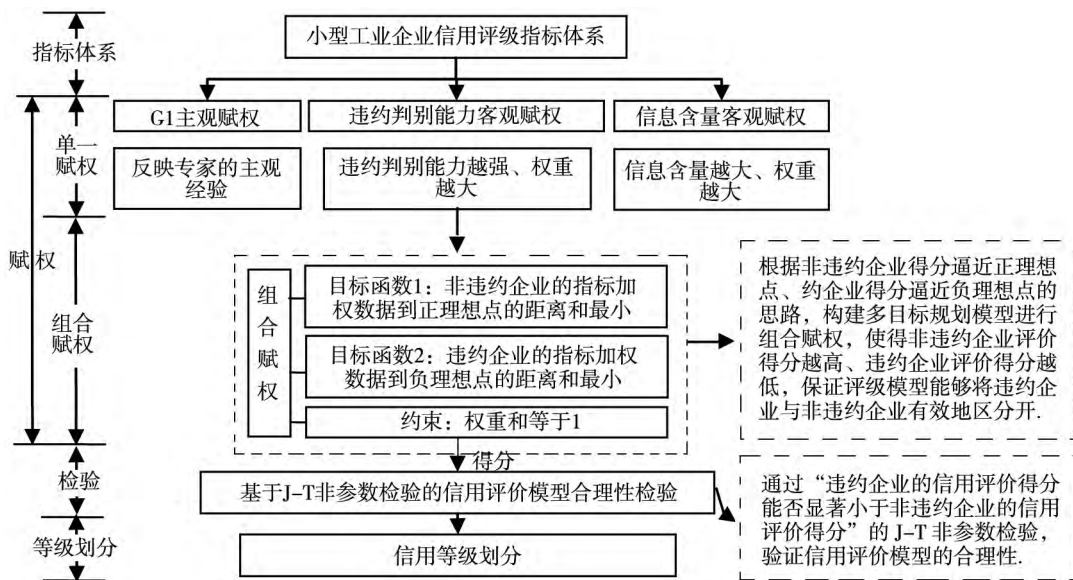 小型工业企业信用评级指标体系
指标体系
G1主观赋权
违约判别能力客观赋权
信息含量客观赋权
单一
赋权
反映专家的主观
经验
违约判别能力越强、权重
越大
信息含量越大、权重
越大
赋 权
组合
赋权
组
合
赋
权
目标函数1：非违约企业的指标加
权数据到正理想点的距离和最小
目标函数2：违约企业的指标加权
数据到负理想点的距离和最小
约束：权重和等于1
根据非违约企业得分逼近正理想
点、约企业得分逼近负理想点的
思路，构建多目标规划模型进行
组合赋权，使得非违约企业评价
得分越高、违约企业评价得分越
低，保证评级模型能够将违约企
业与非违约企业有效地区分开.
得分
检验
基于J-T非参数检验的信用评价模型合理性检验
通过“违约企业的信用评价得分
能否显著小于非违约企业的信用
评价得分”的J-T非参数检验，
验证信用评价模型的合理性.
等级划分
信用等级划分